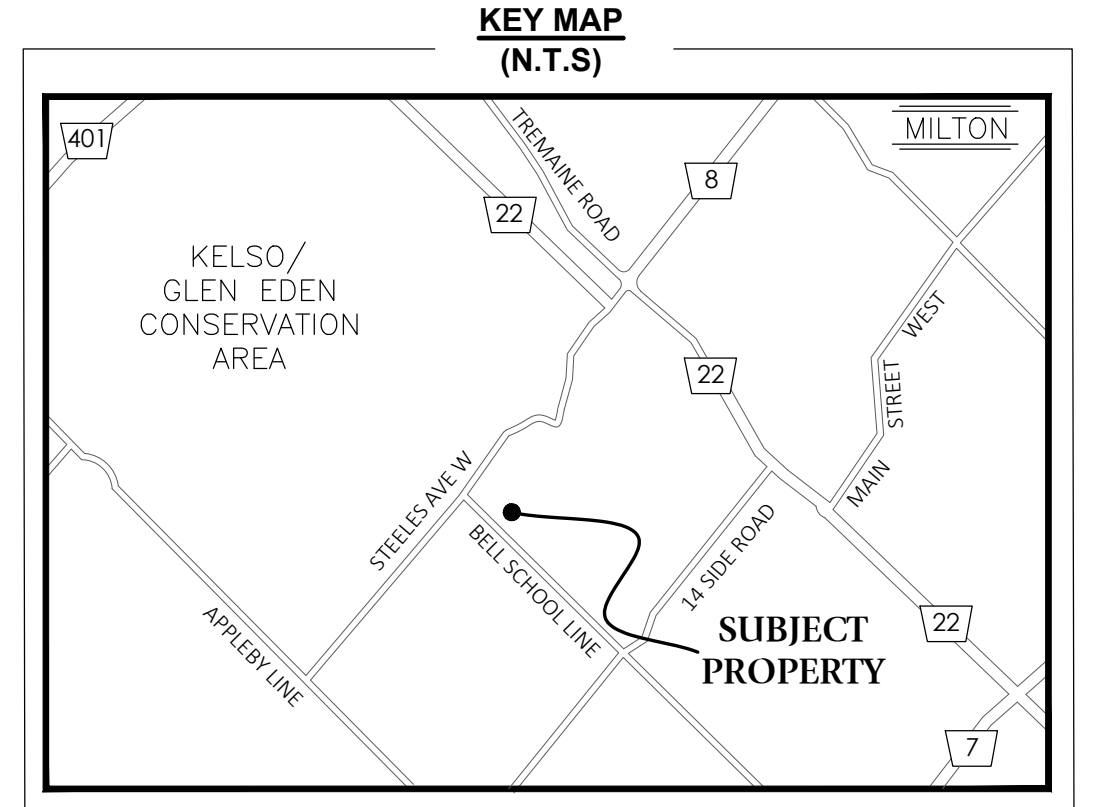 KEY MAP
(N.T.S)
401
TREMAINE ROAD
8
MILTON
22
KELSO/
GLEN EDEN
CONSERVATION
AREA
WEST
STREET
MAIN
22
STEELES AVE W
BELL SCHOOL LINE
14 SIDE ROAD
APPLEBY LINE
SUBJECT
PROPERTY
22
7